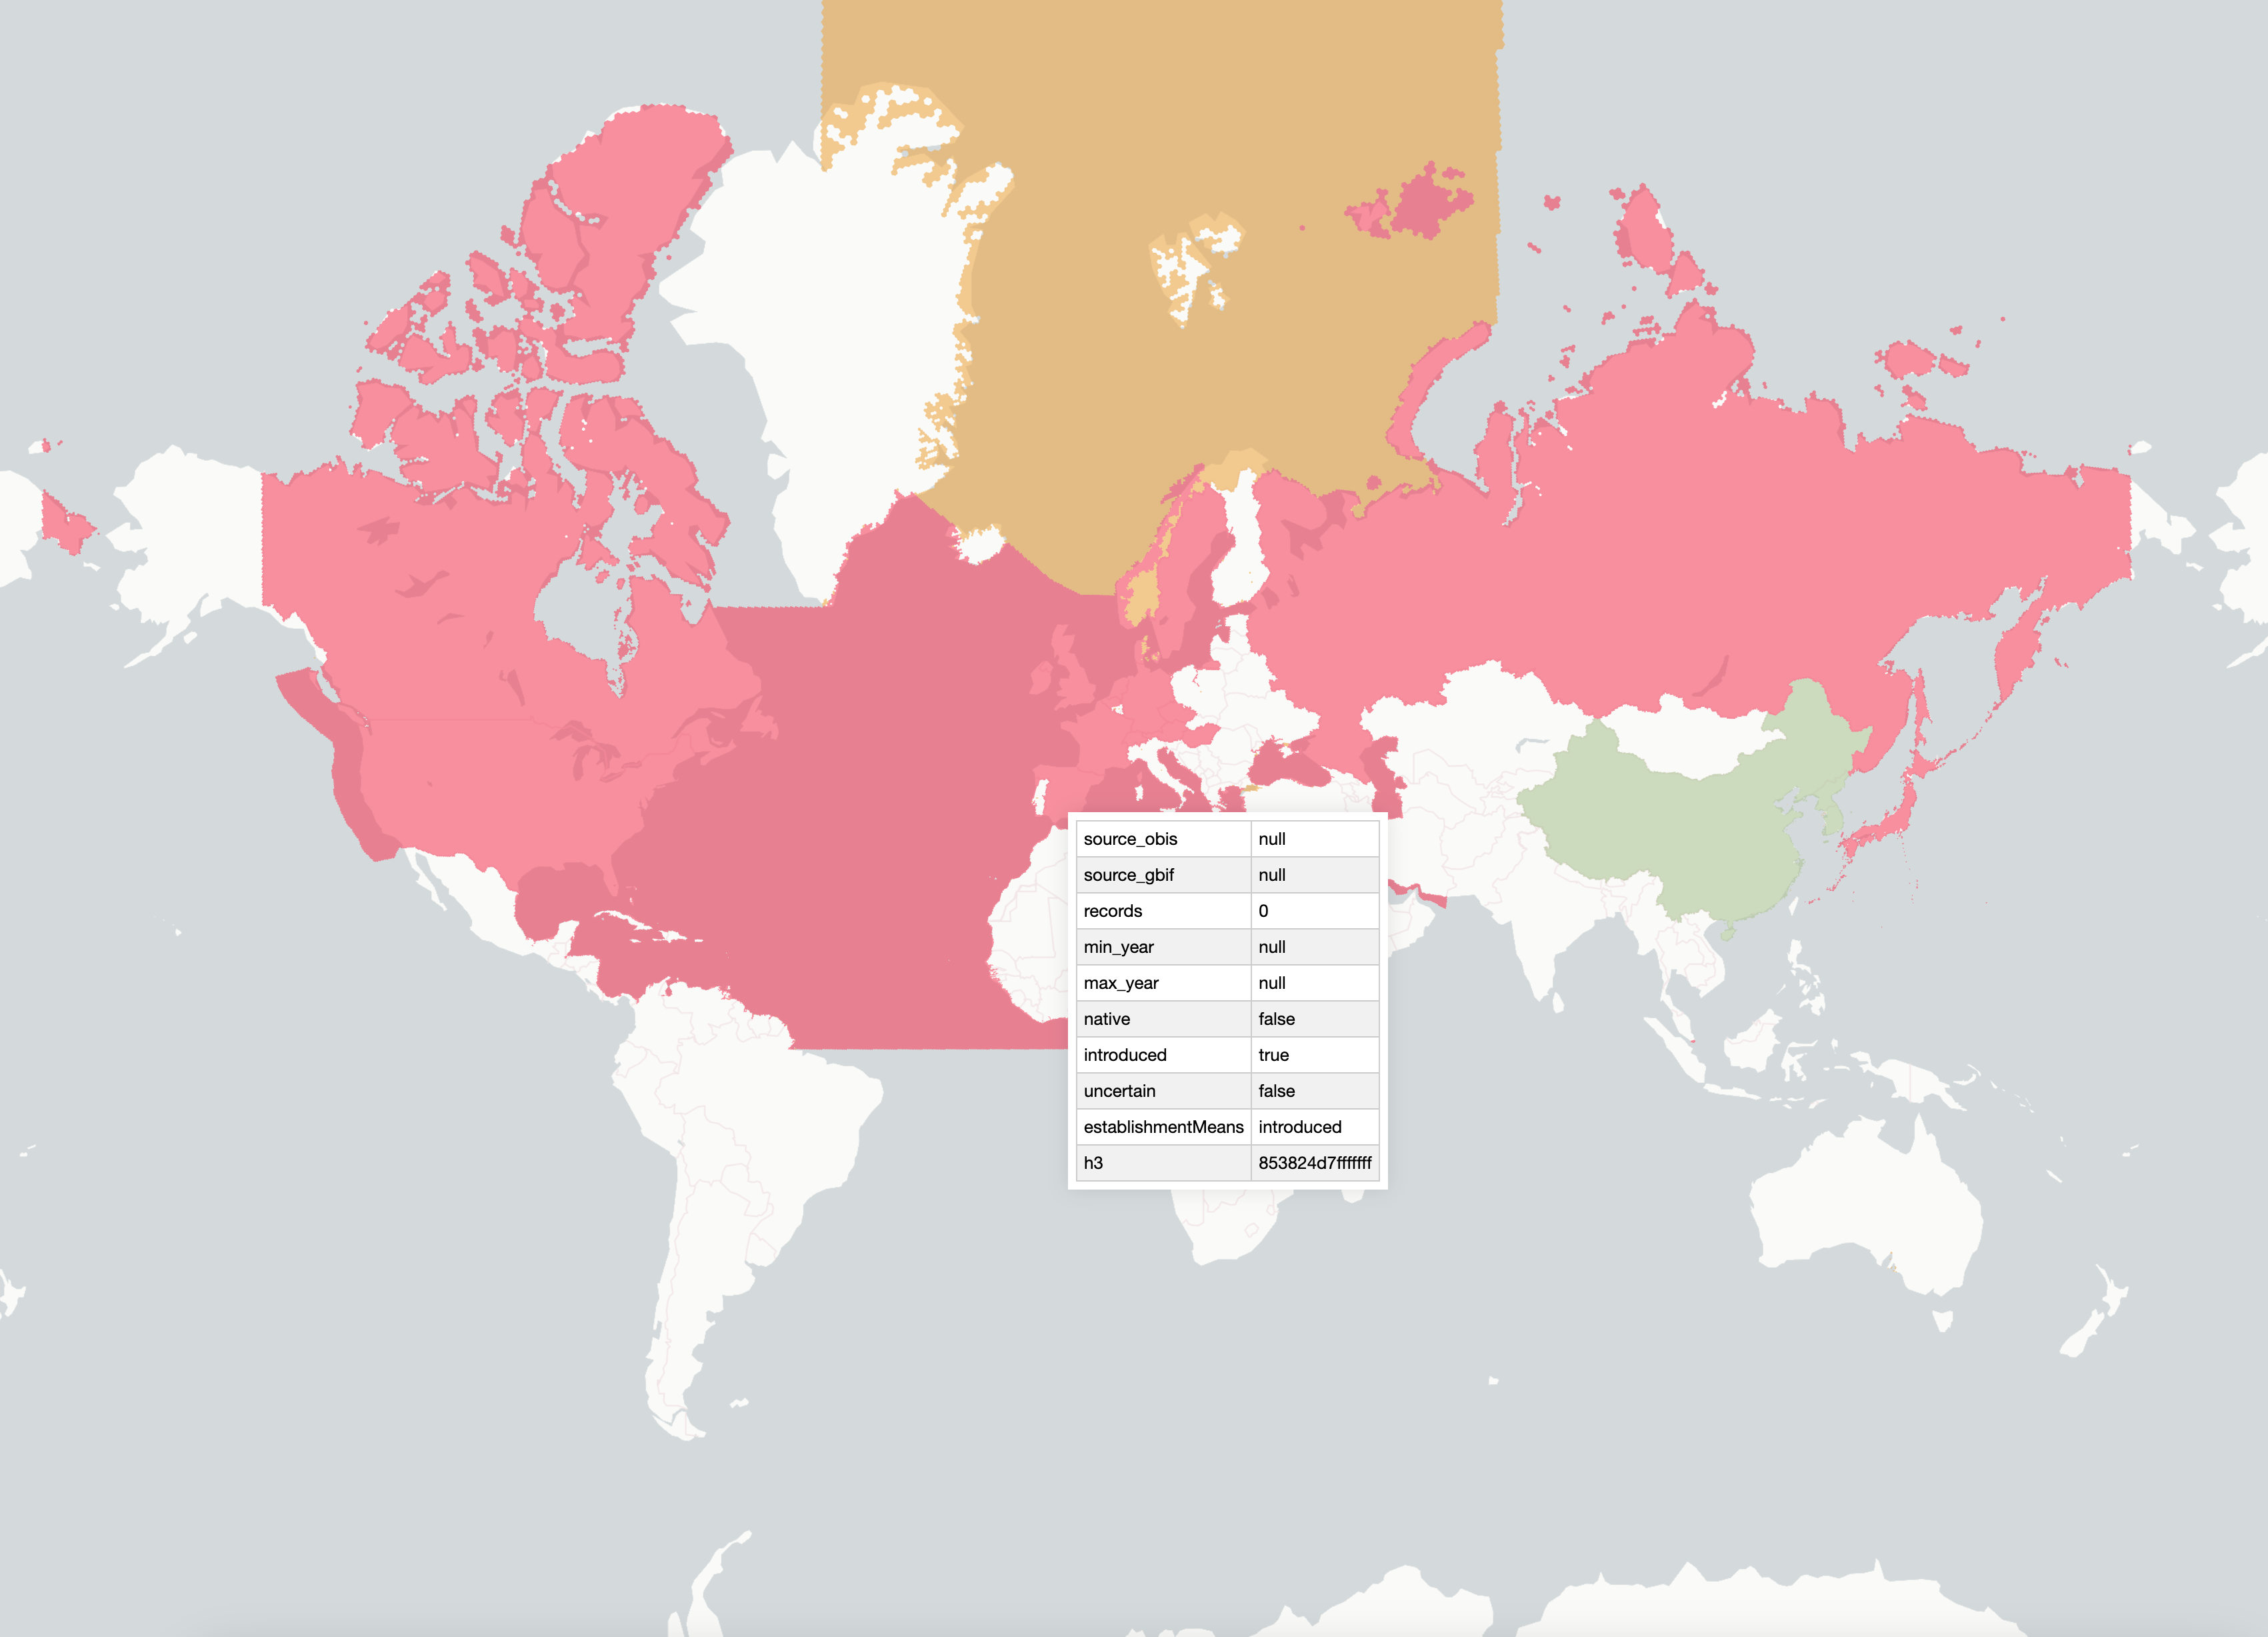 source_obis null
source_gbif null
records 0
min_year null
max_year null
native false
introduced true
uncertain false
establishmentMeans introduced
h3 853824d7fffffff